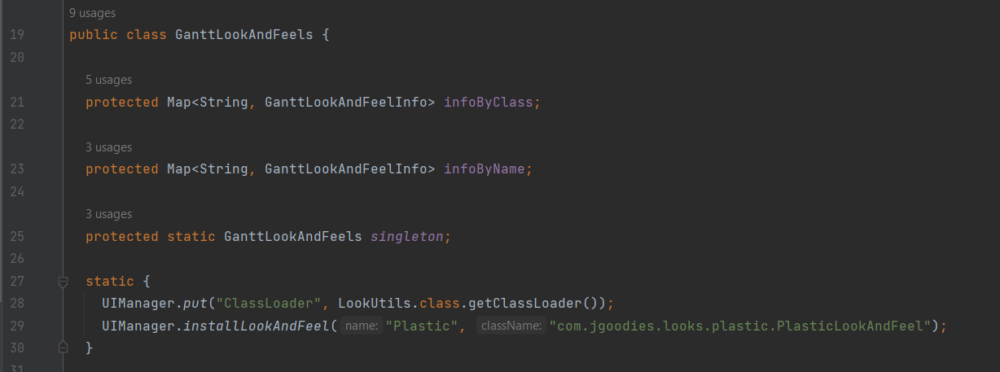 9 usages
19 public class GanttLookAndFeels {
20
5 usages
21 protected Map<String, GanttLookAndFeelInfo> infoByClass;
22
3 usages
23 protected Map<String, GanttLookAndFeelInfo> infoByName;
24
3 usages
25 protected static GanttLookAndFeels singleton;
26
27 static {
28 UIManager.put("ClassLoader", LookUtils.class.getClassLoader());
29 UIManager.installLookAndFeel( name: "Plastic", className: "com.jgoodies.looks.plastic.PlasticLookAndFeel");
30 }
31